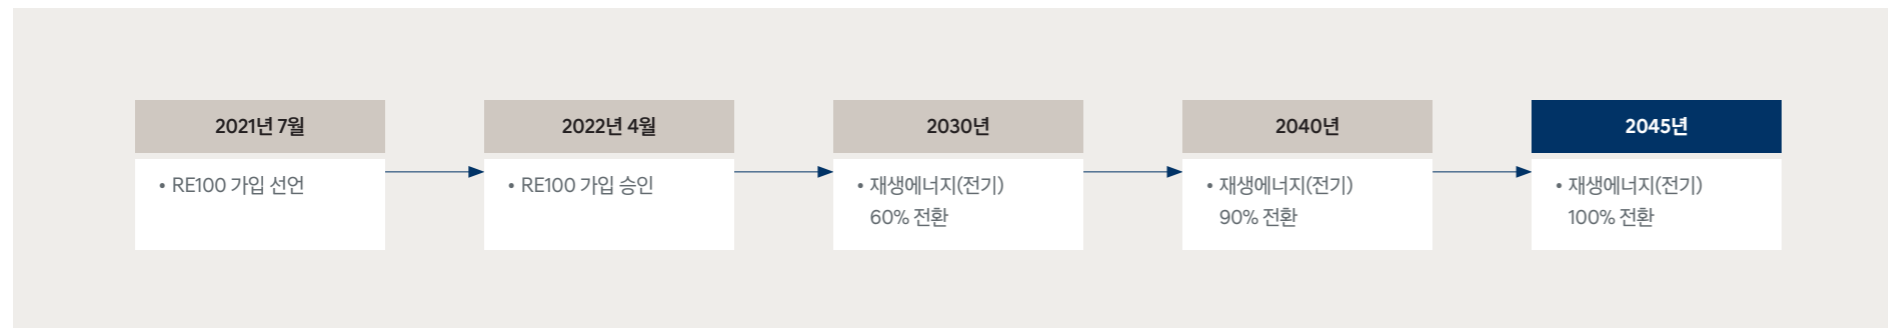 2021년 7월
• RE100 가입 선언
2022년 4월
• RE100 가입 승인
2030년
• 재생에너지(전기)
60% 전환
2040년
• 재생에너지(전기)
90% 전환
2045년
• 재생에너지(전기)
100% 전환